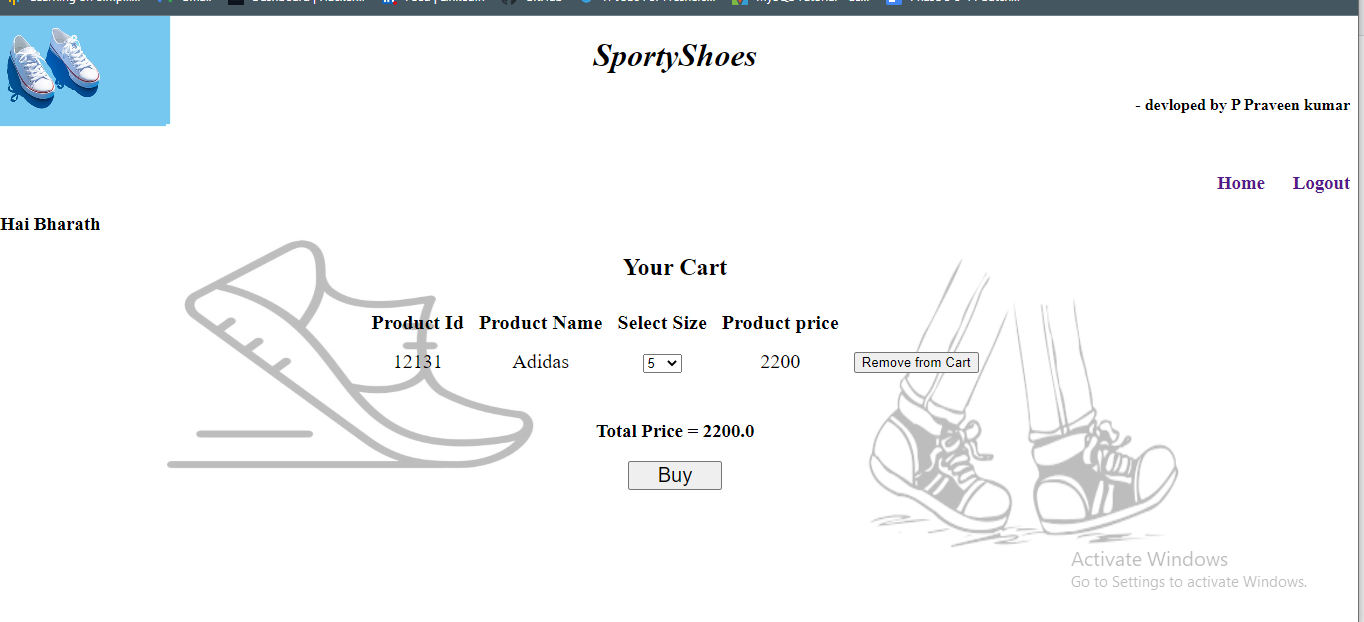 SportyShoes
- devloped by P Praveen kumar
Home Logout
Hai Bharath
Your Cart
Product Id Product Name Select Size Product price
12131 Adidas 5 2200 Remove from Cart
Total Price = 2200.0
Buy
Activate Windows
Go to Settings to activate Windows.